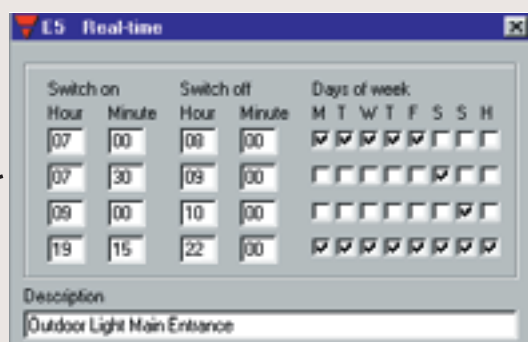 E5 Real-time
Switch on Switch off Days of week
Hour Minute Hour Minute M T W T F S S H
07 00 08 00
07 30 09 00
09 00 10 00
19 15 22 00
Description
Outdoor Light Main Entrance